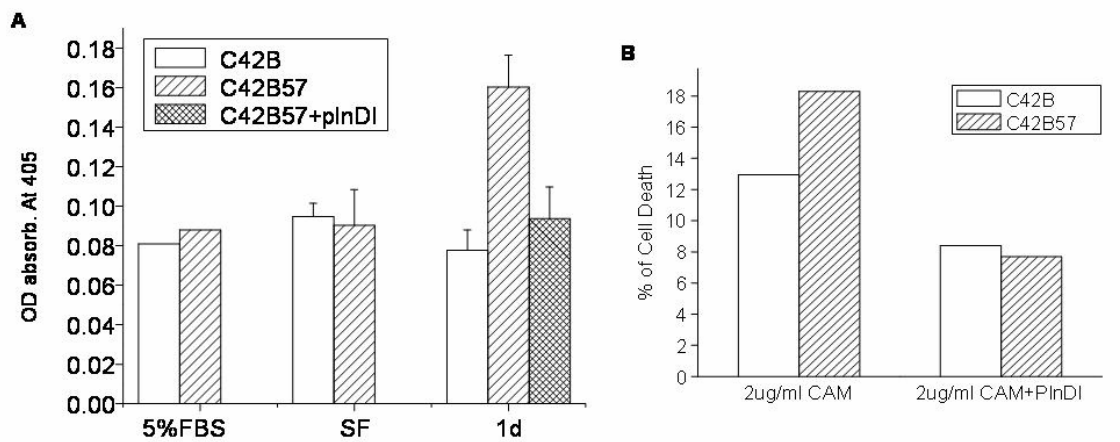 A
OD absorb. At 405
0.18
0.16
0.14
0.12
0.10
0.08
0.06
0.04
0.02
0.00
C42B
C42B57
C42B57+plnDI
5%FBS
SF
1d
B
% of Cell Death
18
16
14
12
10
8
6
4
2
0
C42B
C42B57
2ug/ml CAM
2ug/ml CAM+PlnDI